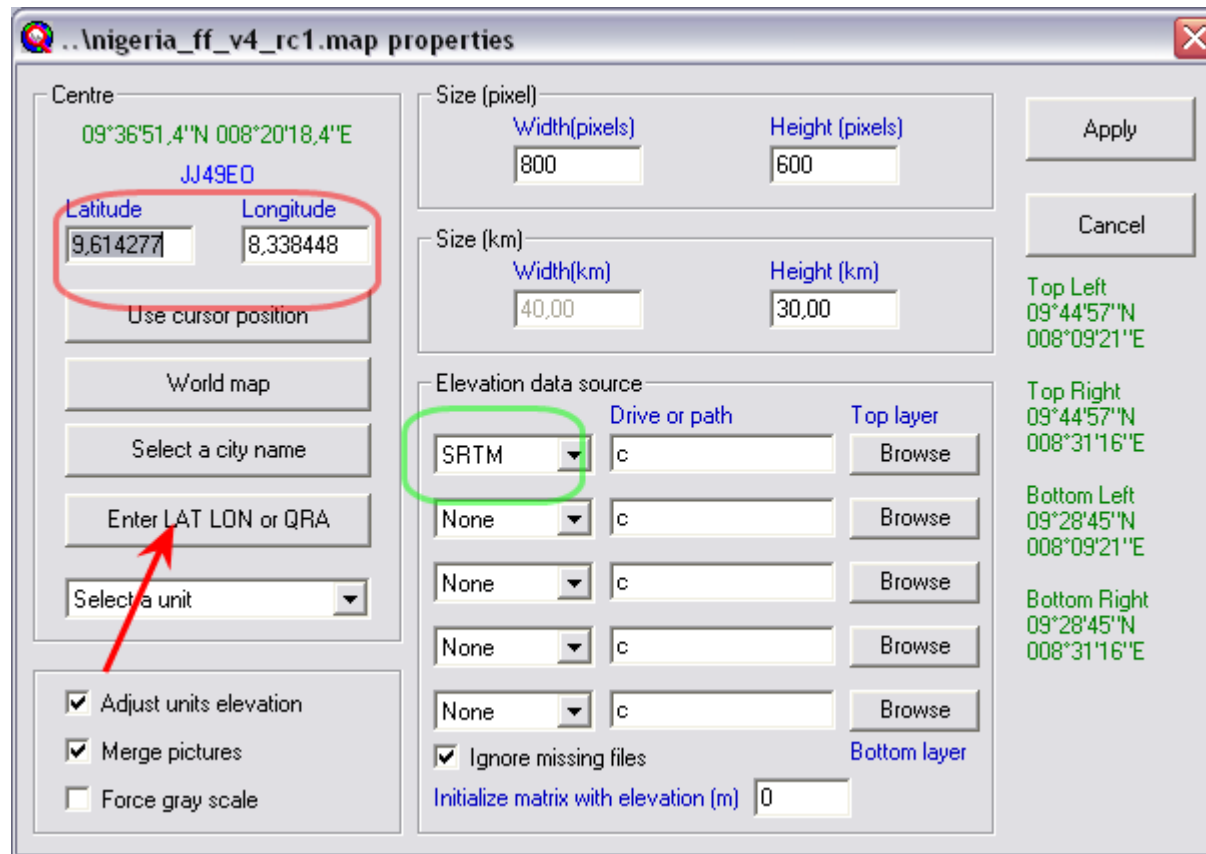 ..\nigeria_ff_v4_rc1.map properties
Centre
09°36'51,4''N 008°20'18,4''E
JJ49EO
Latitude Longitude
9,614277 8,338448
Use cursor position
World map
Select a city name
Enter LAT LON or QRA
Select a unit
Adjust units elevation
Merge pictures
Force gray scale
Size (pixel)
Width(pixels) Height (pixels)
800 600
Size (km)
Width(km) Height (km)
40,00 30,00
Elevation data source
Drive or path Top layer
SRTM c Browse
None c Browse
None c Browse
None c Browse
None c Browse
Ignore missing files Bottom layer
Initialize matrix with elevation (m) 0
Apply
Cancel
Top Left
09°44'57''N
008°09'21''E
Top Right
09°44'57''N
008°31'16''E
Bottom Left
09°28'45''N
008°09'21''E
Bottom Right
09°28'45''N
008°31'16''E